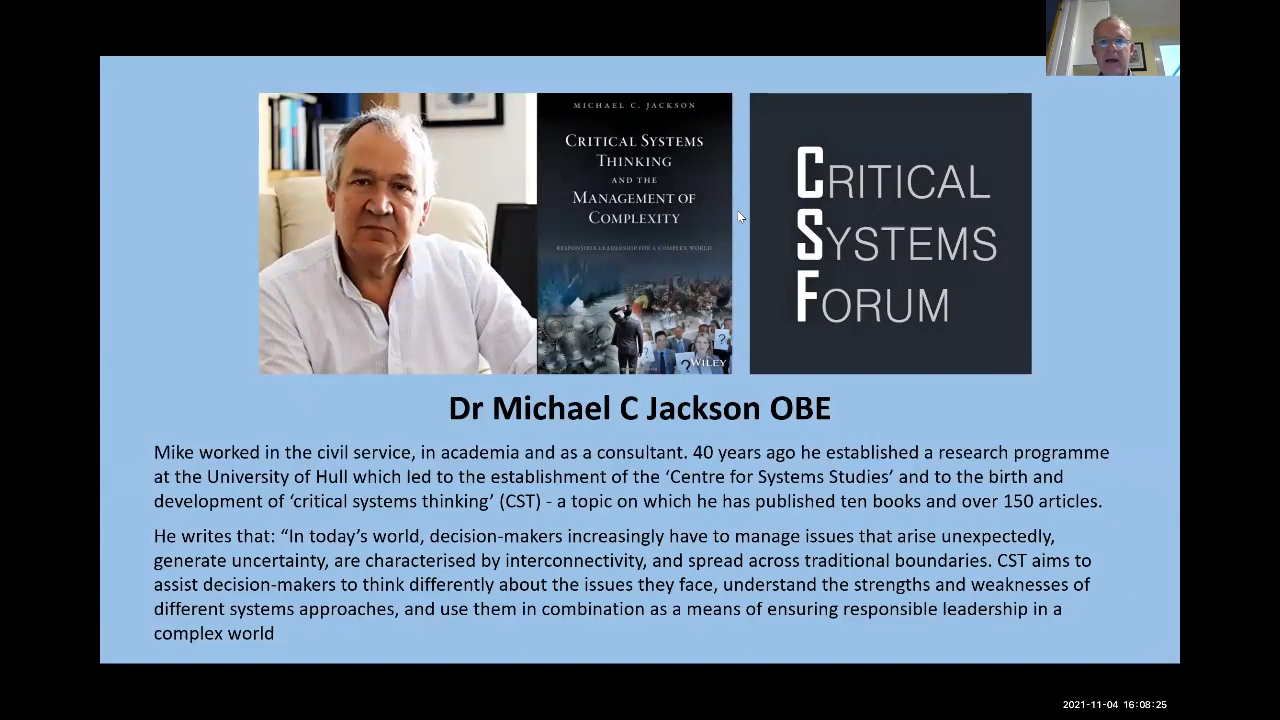 MICHAEL C. JACKSON
CRITICAL SYSTEMS
THINKING
AND THE
MANAGEMENT OF
COMPLEXITY
RESPONSIBLE LEADERSHIP FOR A COMPLEX WORLD
?
?
?
WILEY
CRITICAL
SYSTEMS
FORUM
Dr Michael C Jackson OBE
Mike worked in the civil service, in academia and as a consultant. 40 years ago he established a research programme
at the University of Hull which led to the establishment of the ‘Centre for Systems Studies’ and to the birth and
development of ‘critical systems thinking’ (CST) - a topic on which he has published ten books and over 150 articles.
He writes that: “In today’s world, decision-makers increasingly have to manage issues that arise unexpectedly,
generate uncertainty, are characterised by interconnectivity, and spread across traditional boundaries. CST aims to
assist decision-makers to think differently about the issues they face, understand the strengths and weaknesses of
different systems approaches, and use them in combination as a means of ensuring responsible leadership in a
complex world
2021-11-04 16:08:25